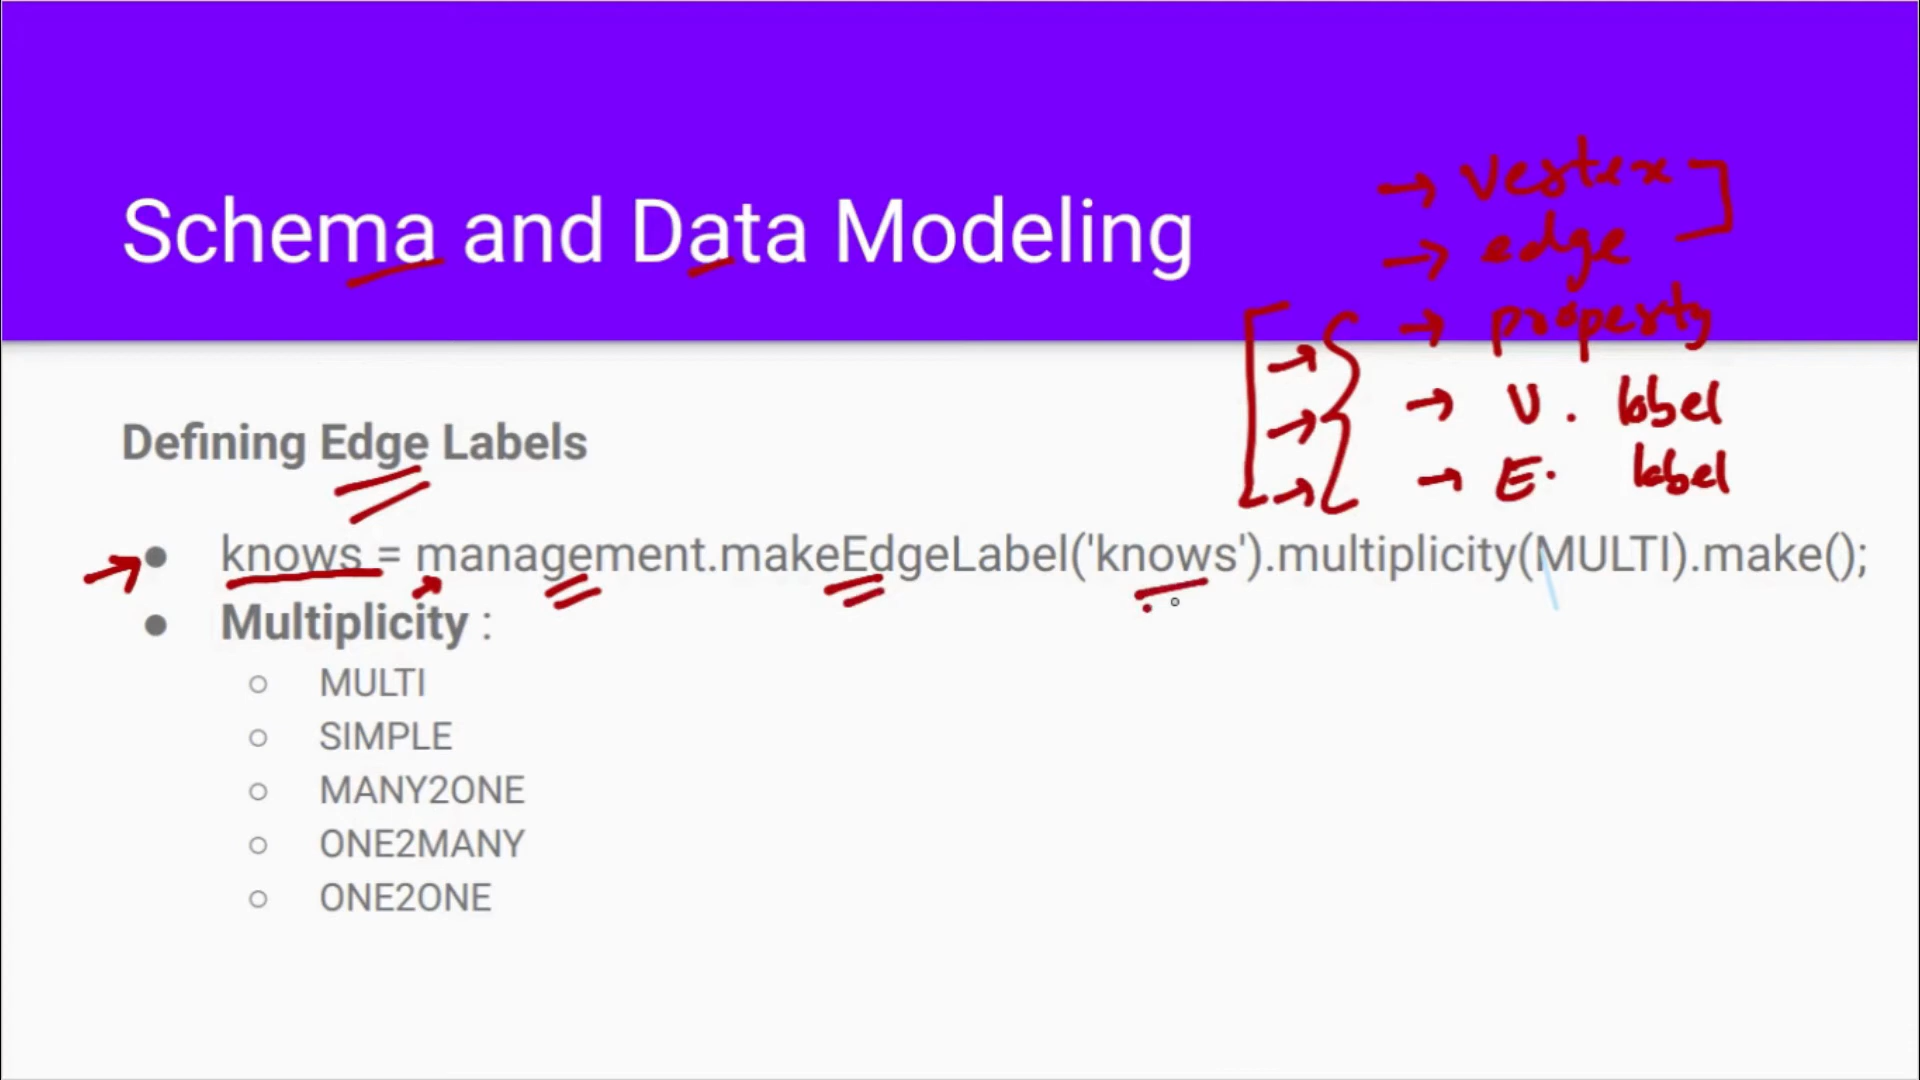 → Vertex
→ edge
Schema and Data Modeling
→ property
→ V. label
→ E. label
Defining Edge Labels
● knows = management.makeEdgeLabel('knows').multiplicity(MULTI).make();
● Multiplicity :
○ MULTI
○ SIMPLE
○ MANY2ONE
○ ONE2MANY
○ ONE2ONE